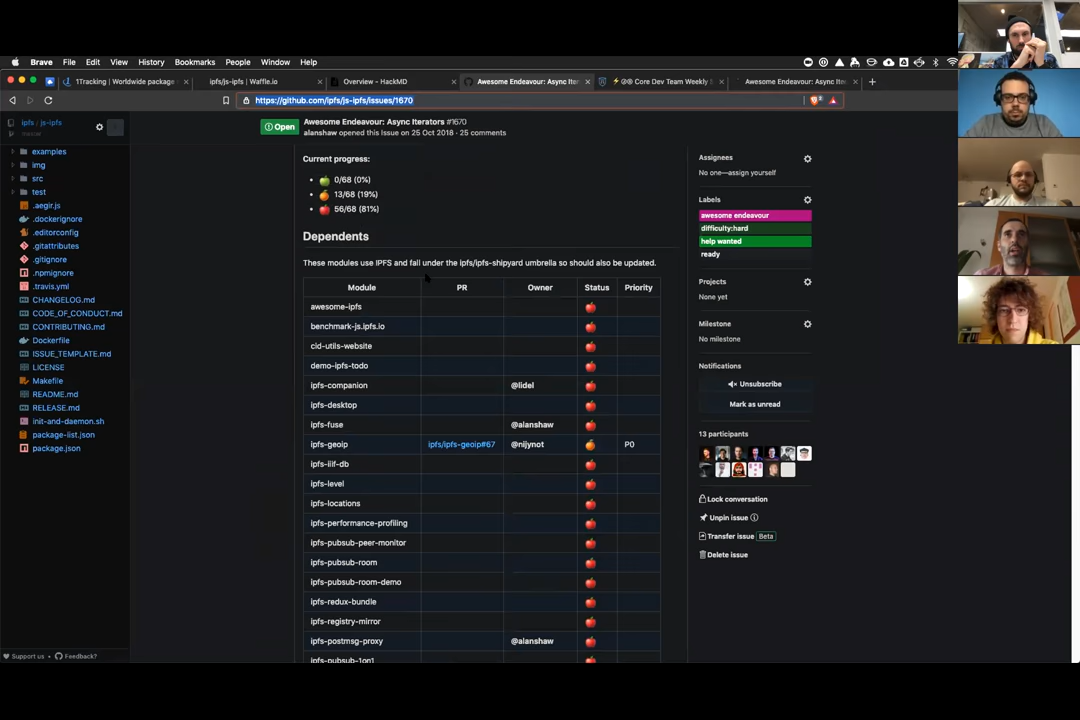 Brave File Edit View History Bookmarks People Window Help
1Tracking | Worldwide package
ipfs/js-ipfs | Waffle.io
Overview - HackMD
Awesome Endeavour: Async Iter
Core Dev Team Weekly
Awesome Endeavour: Async Ite
https://github.com/ipfs/js-ipfs/issues/1670
ipfs / js-ipfs
master
examples
img
src
test
.aegir.js
.dockerignore
.editorconfig
.gitattributes
.gitignore
.npmignore
.travis.yml
CHANGELOG.md
CODE_OF_CONDUCT.md
CONTRIBUTING.md
Dockerfile
ISSUE_TEMPLATE.md
LICENSE
Makefile
README.md
RELEASE.md
init-and-daemon.sh
package-list.json
package.json
Support us Feedback?
Open
Awesome Endeavour: Async Iterators #1670
alanshaw opened this Issue on 25 Oct 2018 · 25 comments
Current progress:
0/68 (0%)
13/68 (19%)
56/68 (81%)
Dependents
These modules use IPFS and fall under the ipfs/ipfs-shipyard umbrella so should also be updated.
Module PR Owner Status Priority
awesome-ipfs
benchmark-js.ipfs.io
cid-utils-website
demo-ipfs-todo
ipfs-companion @lidel
ipfs-desktop
ipfs-fuse @alanshaw
ipfs-geoip ipfs/ipfs-geoip#67 @nijynot P0
ipfs-iiif-db
ipfs-level
ipfs-locations
ipfs-performance-profiling
ipfs-pubsub-peer-monitor
ipfs-pubsub-room
ipfs-pubsub-room-demo
ipfs-redux-bundle
ipfs-registry-mirror
ipfs-postmsg-proxy @alanshaw
ipfs-pubsub-1on1
Assignees
No one—assign yourself
Labels
awesome endeavour
difficulty:hard
help wanted
ready
Projects
None yet
Milestone
No milestone
Notifications
Unsubscribe
Mark as unread
13 participants
Lock conversation
Unpin issue
Transfer issue Beta
Delete issue